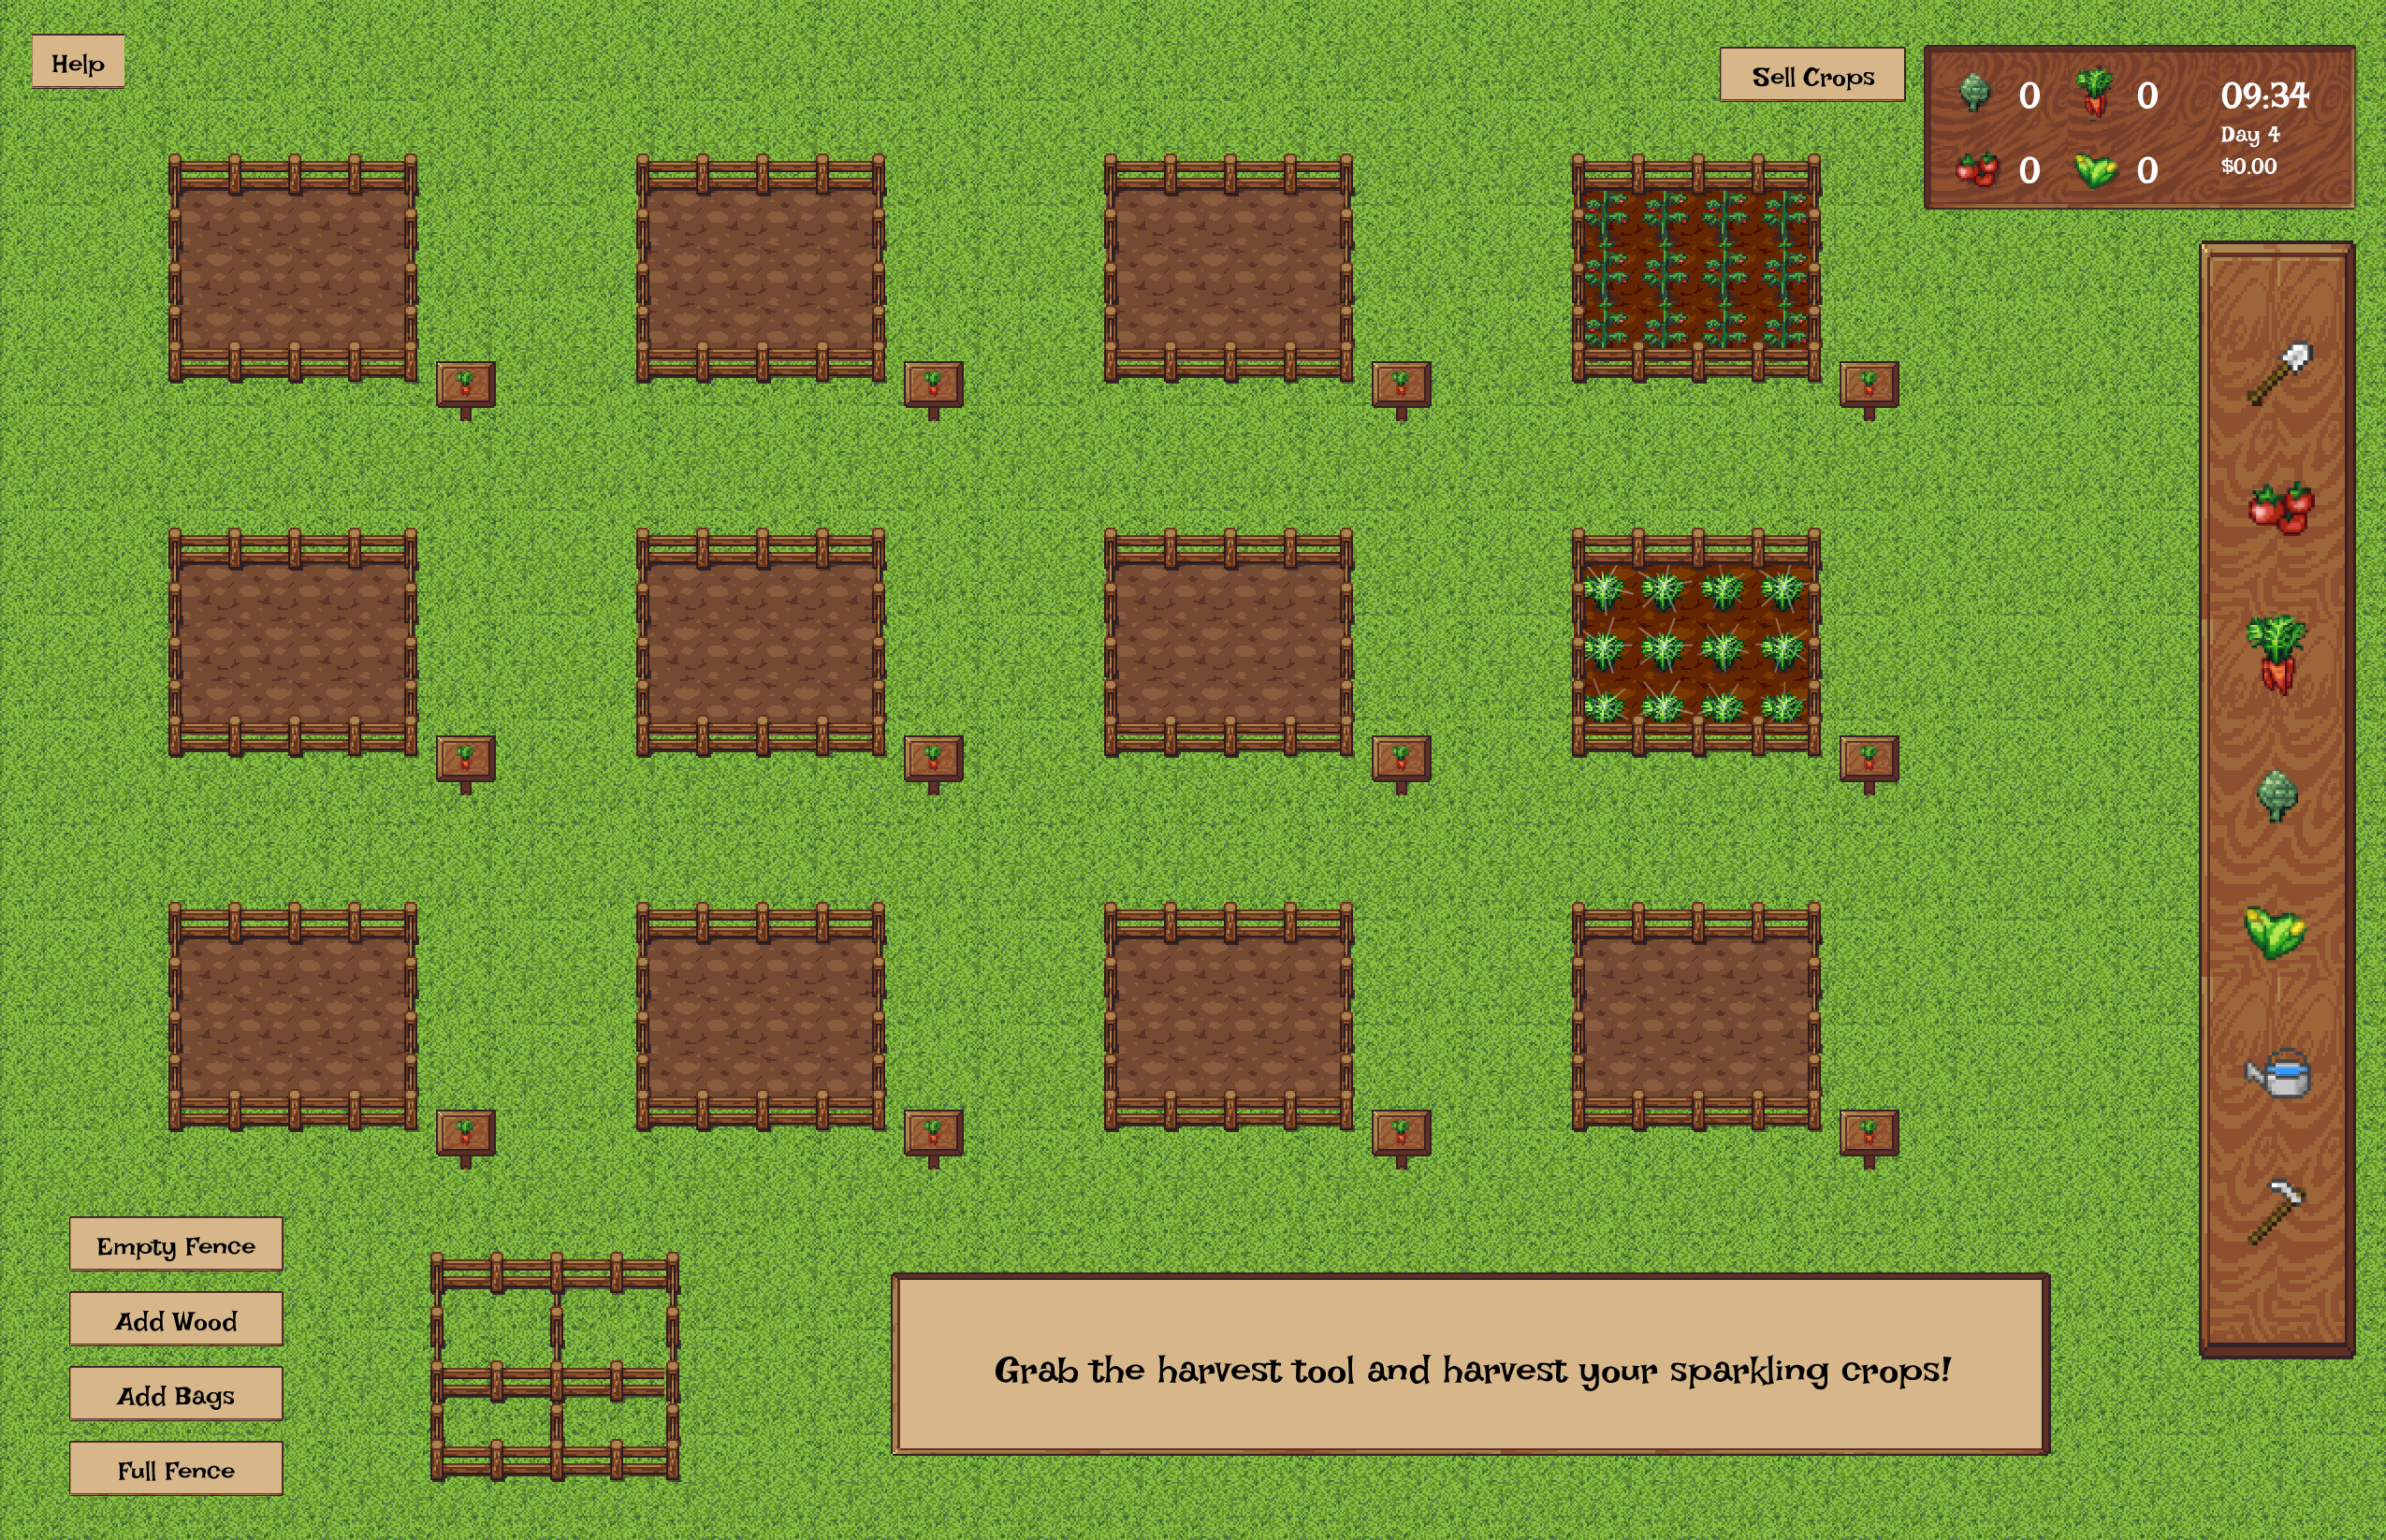 Help
Sell Crops
0 0 09:34
Day 4
0 0 $0.00
Empty Fence
Add Wood
Add Bags
Full Fence
Grab the harvest tool and harvest your sparkling crops!